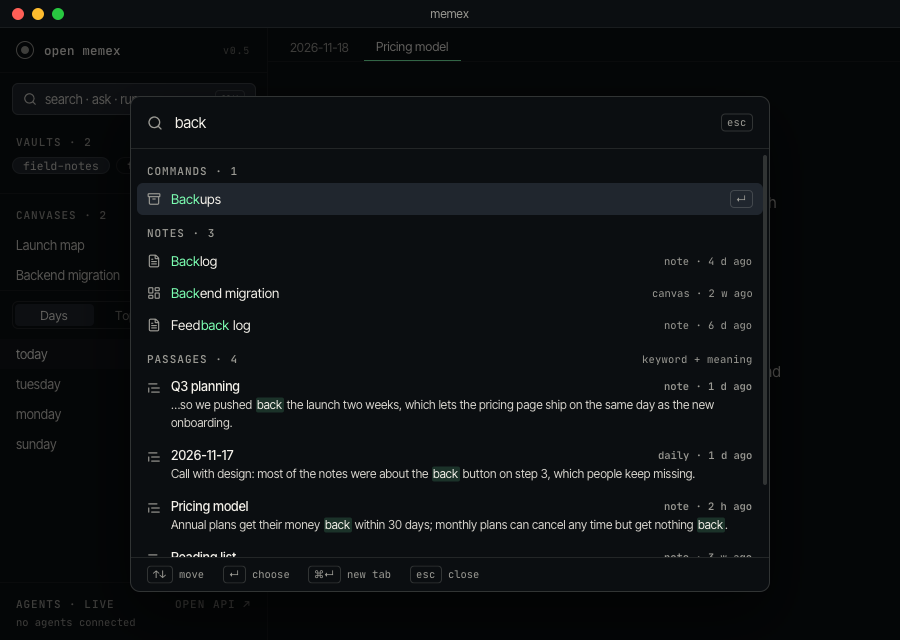 memex
open memex
v0.5
2026-11-18
Pricing model
search · ask · run
back
esc
VAULTS · 2
field-notes
CANVASES · 2
Launch map
Backend migration
Days
today
tuesday
monday
sunday
COMMANDS · 1
Backups
↵
NOTES · 3
Backlog
note · 4 d ago
Backend migration
canvas · 2 w ago
Feedback log
note · 6 d ago
PASSAGES · 4
keyword + meaning
Q3 planning
note · 1 d ago
…so we pushed back the launch two weeks, which lets the pricing page ship on the same day as the new
onboarding.
2026-11-17
daily · 1 d ago
Call with design: most of the notes were about the back button on step 3, which people keep missing.
Pricing model
note · 2 h ago
Annual plans get their money back within 30 days; monthly plans can cancel any time but get nothing back.
Reading list
note · 3 w ago
↑↓ move ↵ choose ⌘↵ new tab esc close
AGENTS · LIVE
OPEN API ↗
no agents connected